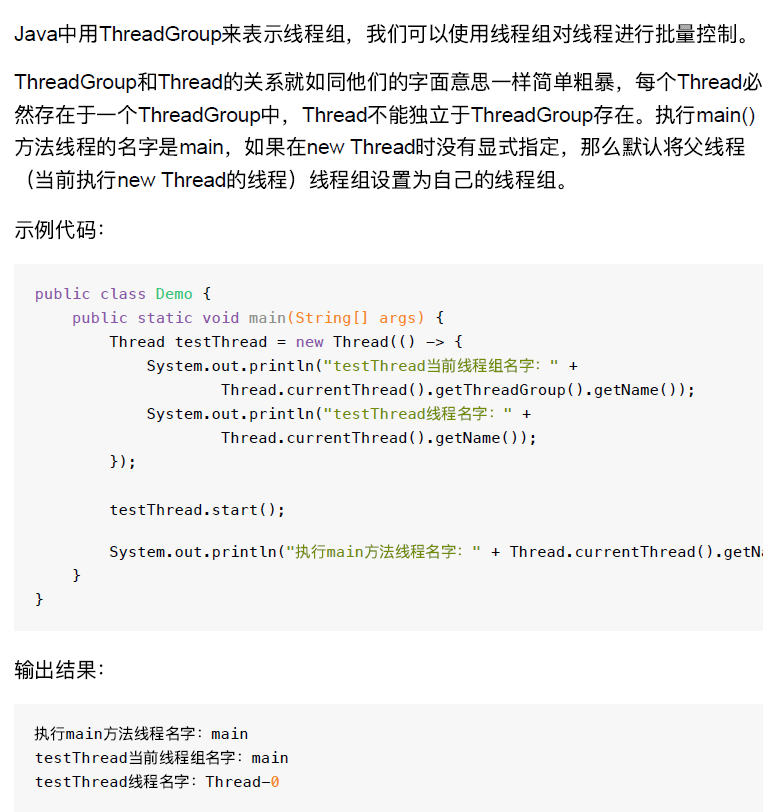 Java中用ThreadGroup来表示线程组，我们可以使用线程组对线程进行批量控制。
ThreadGroup和Thread的关系就如同他们的字面意思一样简单粗暴，每个Thread必
然存在于一个ThreadGroup中，Thread不能独立于ThreadGroup存在。执行main()
方法线程的名字是main，如果在new Thread时没有显式指定，那么默认将父线程
（当前执行new Thread的线程）线程组设置为自己的线程组。
示例代码：
public class Demo {
    public static void main(String[] args) {
        Thread testThread = new Thread(() -> {
            System.out.println("testThread当前线程组名字：" +
                    Thread.currentThread().getThreadGroup().getName());
            System.out.println("testThread线程名字：" +
                    Thread.currentThread().getName());
        });
        testThread.start();
        System.out.println("执行main方法线程名字：" + Thread.currentThread().getN
    }
}
输出结果：
执行main方法线程名字：main
testThread当前线程组名字：main
testThread线程名字：Thread-0